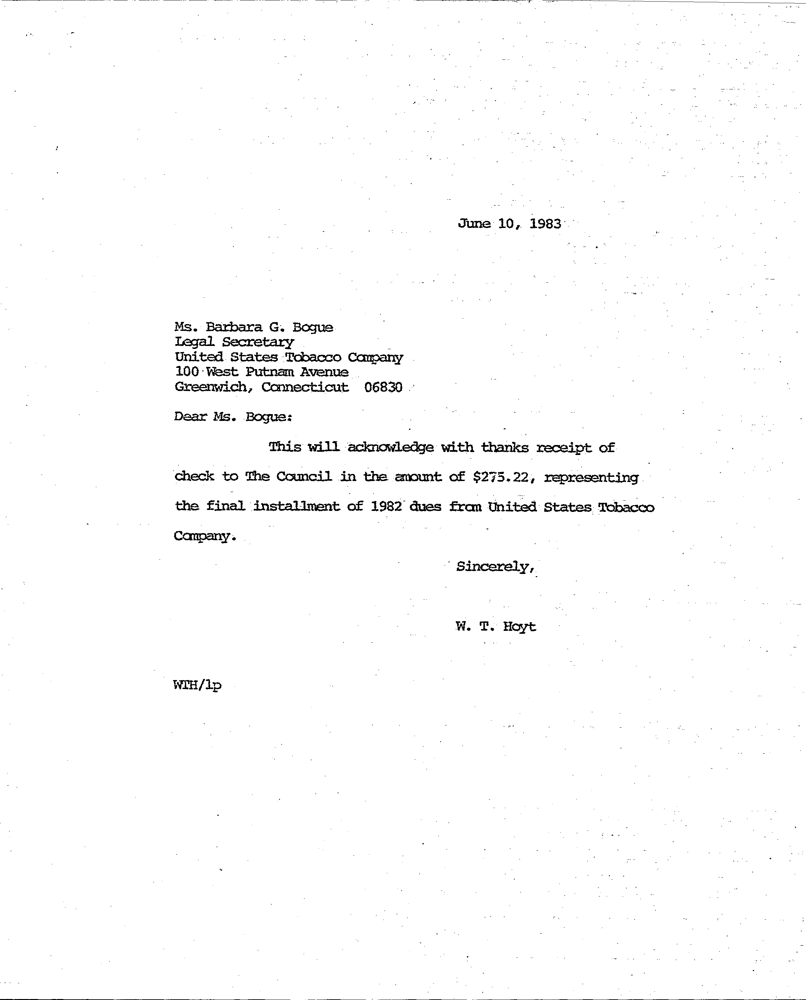 June 10, 1983
Ms. Barbara G. Bogue
Legal Secretary
United States Tobacco Company
100 West Putnam Avenue
Greenwich, Connecticut 06830
Dear Ms. Bogue:
This will acknowledge with thanks receipt of
check to The Council in the amount of $275.22, representing
the final installment of 1982 dues from United States Tobacco
Company.
Sincerely,
W. T. Hoyt
WTH/lp